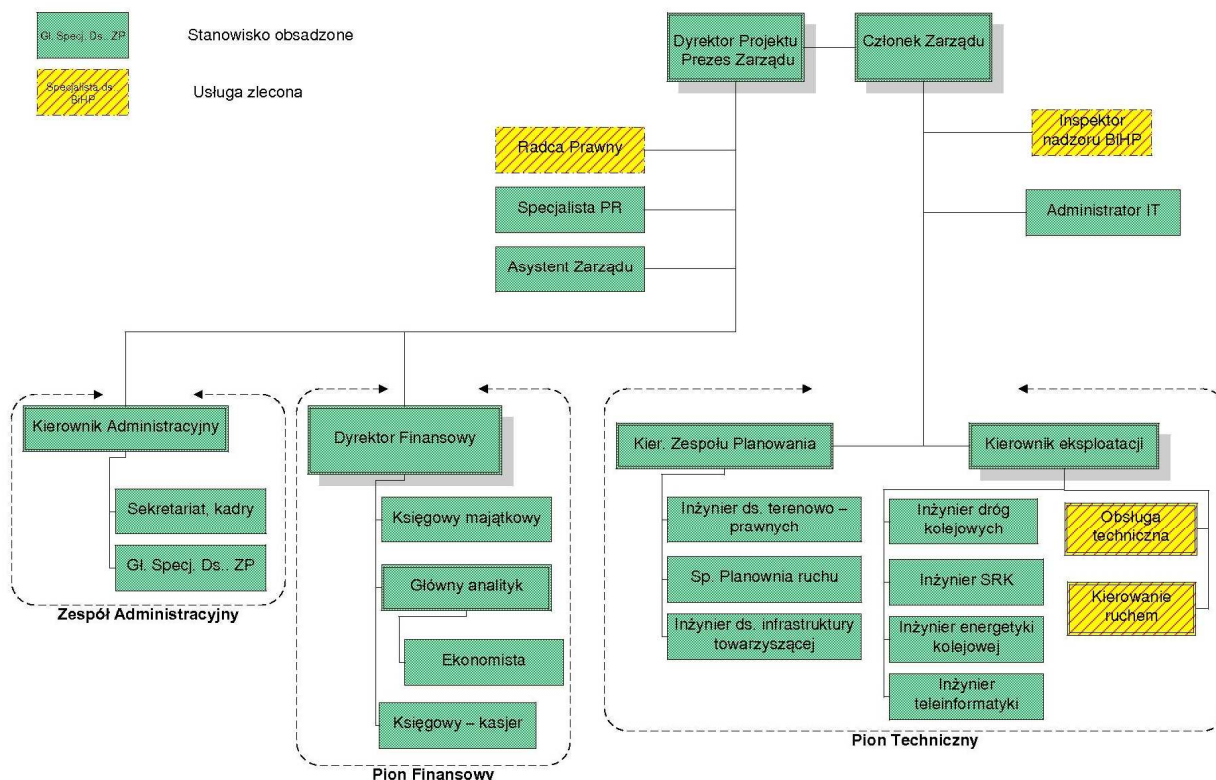 Gł. Specj. Ds.. ZP
Stanowisko obsadzone
Specjalista ds..
BiHP
Usługa zlecona
Dyrektor Projektu
Prezes Zarządu
Członek Zarządu
Radca Prawny
Inspektor
nadzoru BiHP
Specjalista PR
Administrator IT
Asystent Zarządu
Kierownik Administracyjny
Sekretariat, kadry
Gł. Specj. Ds.. ZP
Zespół Administracyjny
Dyrektor Finansowy
Księgowy majątkowy
Główny analityk
Ekonomista
Księgowy – kasjer
Pion Finansowy
Kier. Zespołu Planowania
Inżynier ds. terenowo –
prawnych
Sp. Planownia ruchu
Inżynier ds. infrastruktury
towarzyszącej
Kierownik eksploatacji
Inżynier dróg
kolejowych
Inżynier SRK
Inżynier energetyki
kolejowej
Inżynier
teleinformatyki
Obsługa
techniczna
Kierowanie
ruchem
Pion Techniczny